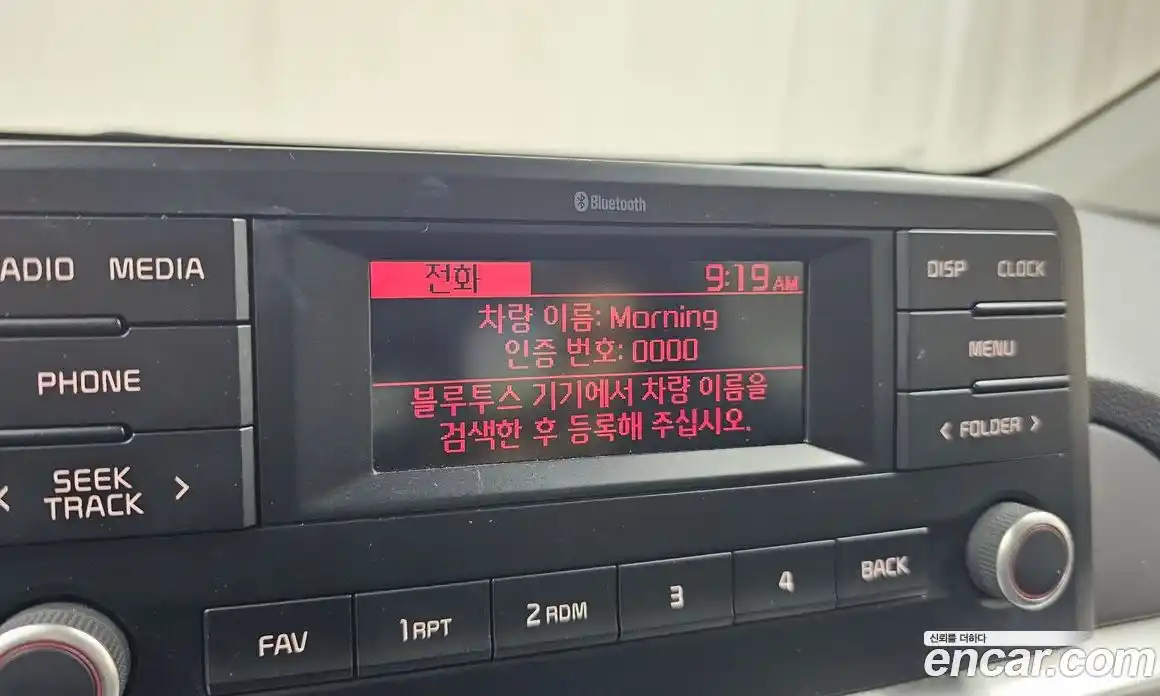 Bluetooth
ADIO MEDIA
PHONE
< SEEK TRACK >
전화 9:19 AM
차량 이름: Morning
인증 번호: 0000
블루투스 기기에서 차량 이름을
검색한 후 등록해 주십시오.
DISP CLOCK
MENU
< FOLDER >
FAV 1 RPT 2 RDM 3 4 BACK
신뢰를 더하다
encar.com